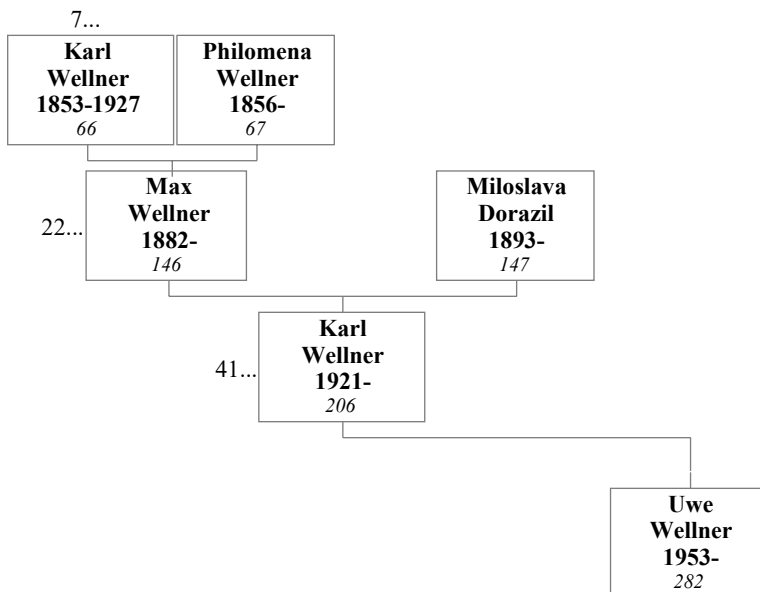 7...
Karl
Wellner
1853-1927
66
Philomena
Wellner
1856-
67
22...
Max
Wellner
1882-
146
Miloslava
Dorazil
1893-
147
41...
Karl
Wellner
1921-
206
Uwe
Wellner
1953-
282